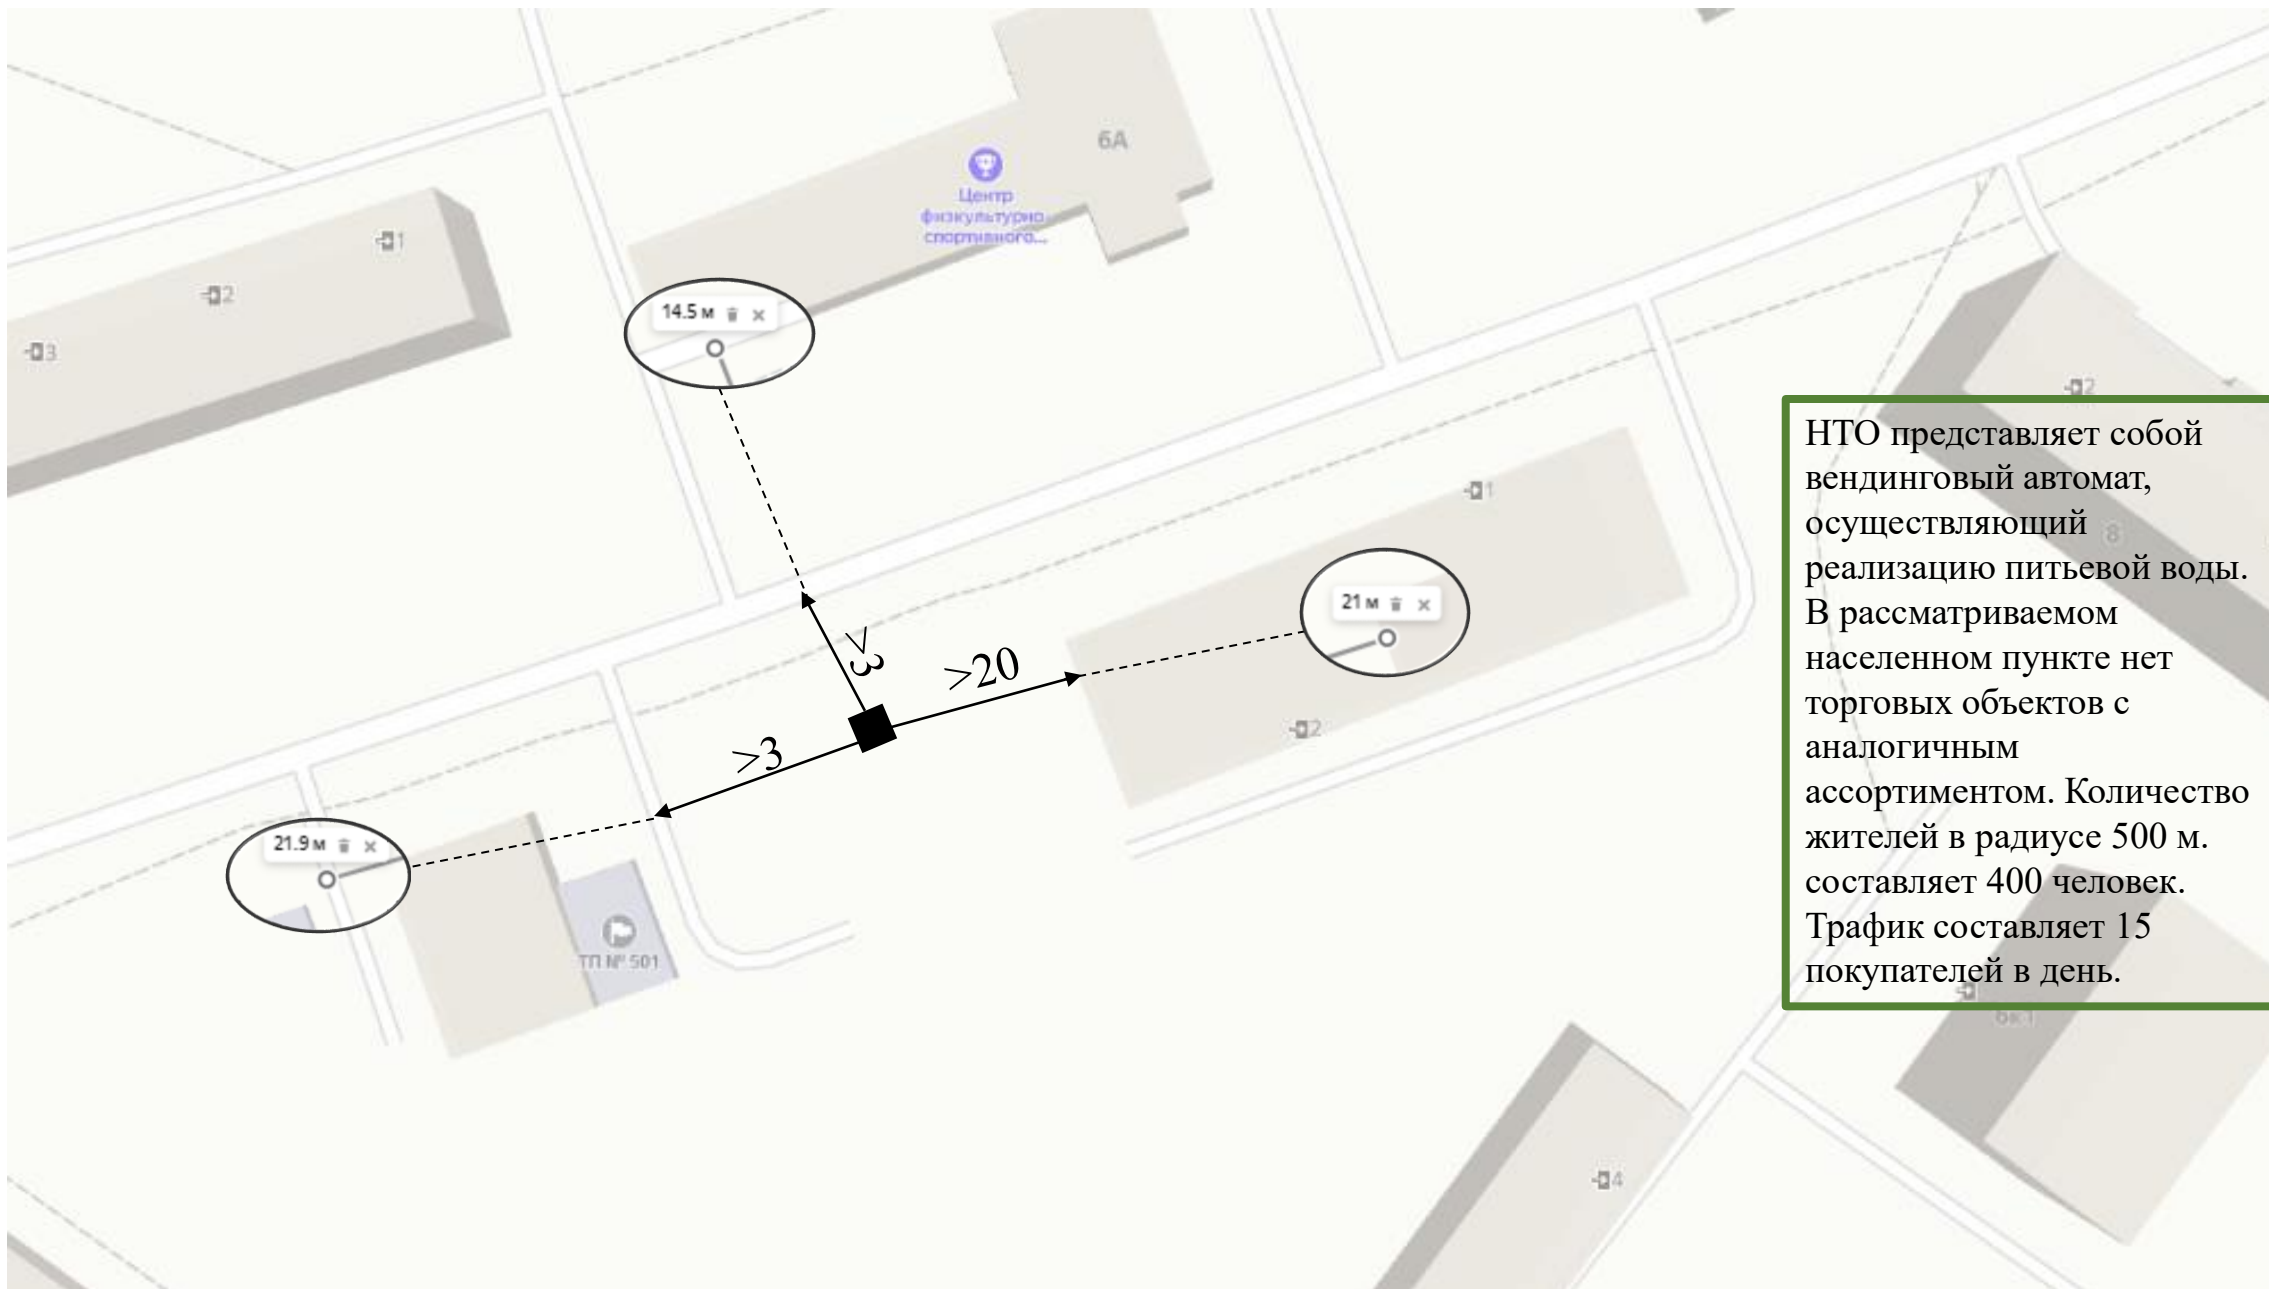 6А
Центр
физкультурно-
спортивного...
1
2
3
14.5 м
2
НТО представляет собой
вендинговый автомат,
осуществляющий
реализацию питьевой воды.
В рассматриваемом
населенном пункте нет
торговых объектов с
аналогичным
ассортиментом. Количество
жителей в радиусе 500 м.
составляет 400 человек.
Трафик составляет 15
покупателей в день.
1
8
21 м
>3
>20
2
>3
21.9 м
ТП № 501
4